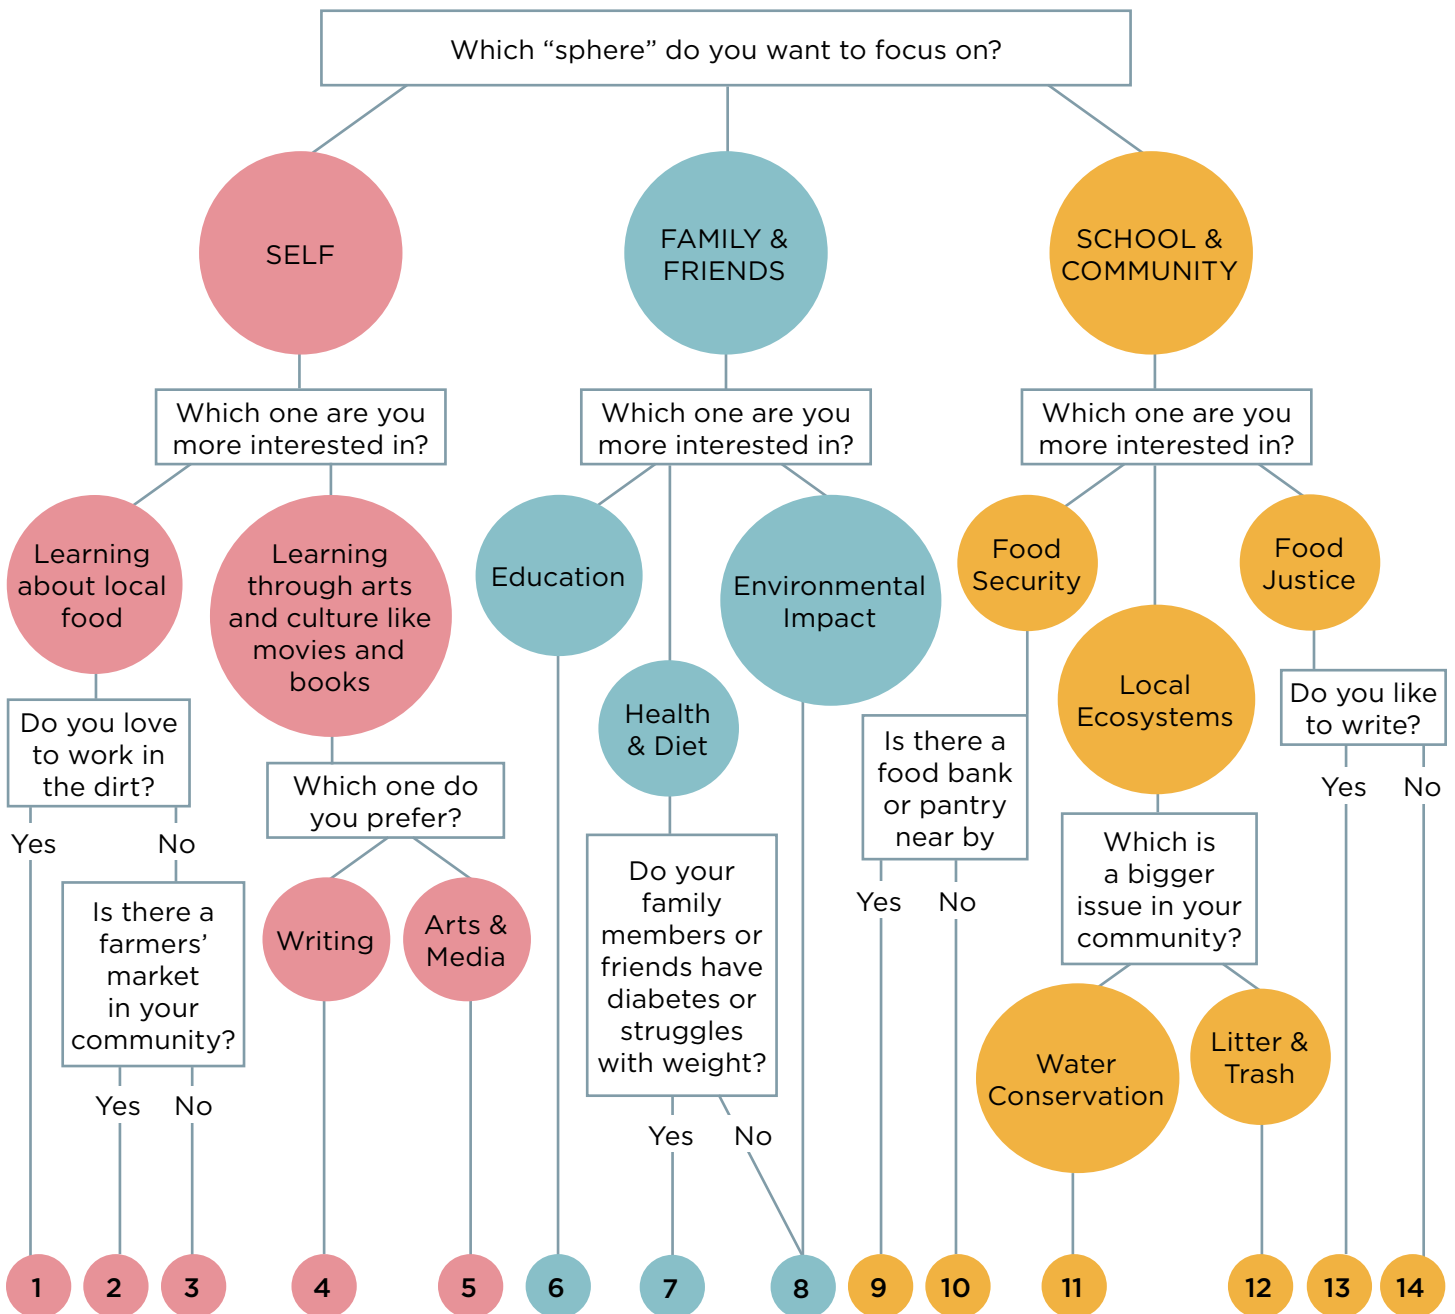 Which “sphere” do you want to focus on?
SELF
FAMILY &
FRIENDS
SCHOOL &
COMMUNITY
Which one are you
more interested in?
Which one are you
more interested in?
Which one are you
more interested in?
Learning
about local
food
Learning
through arts
and culture like
movies and
books
Education
Health
& Diet
Environmental
Impact
Food
Security
Local
Ecosystems
Food
Justice
Do you love
to work in
the dirt?
Yes
No
Is there a
farmers’
market
in your
community?
Yes
No
Which one do
you prefer?
Writing
Arts &
Media
Do your
family
members or
friends have
diabetes or
struggles
with weight?
Yes
No
Is there a
food bank
or pantry
near by
Yes
No
Which is
a bigger
issue in your
community?
Water
Conservation
Litter &
Trash
Do you like
to write?
Yes
No
1
2
3
4
5
6
7
8
9
10
11
12
13
14